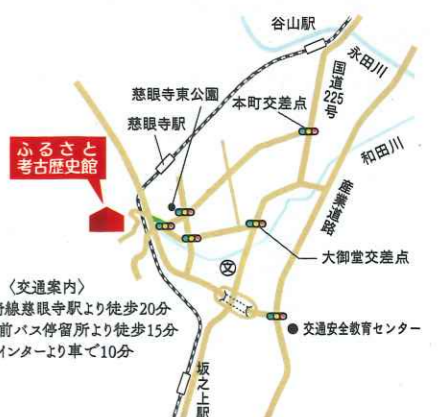 谷山駅
永田川
国道225号
慈眼寺東公園
本町交差点
慈眼寺駅
和田川
ふるさと
考古歴史館
産業道路
大御堂交差点
文
〈交通案内〉
崎線慈眼寺駅より徒歩20分
前バス停留所より徒歩15分
インターより車で10分
交通安全教育センター
坂之上駅